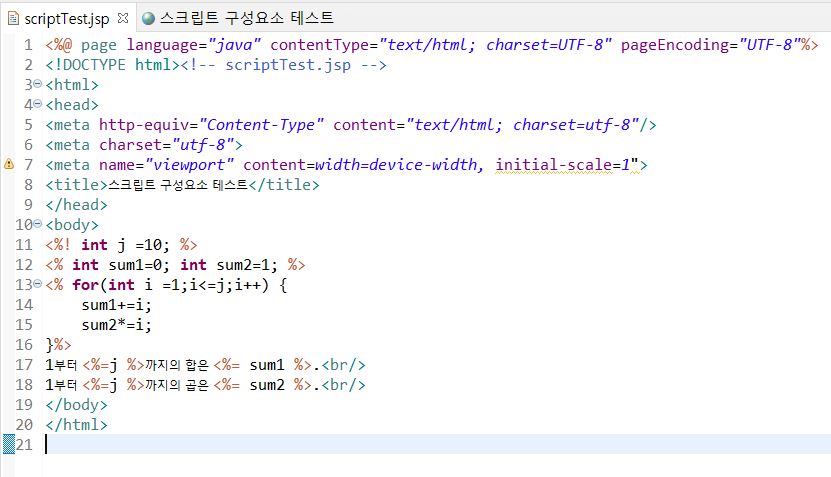 scriptTest.jsp 스크립트 구성요소 테스트
1 <%@ page language="java" contentType="text/html; charset=UTF-8" pageEncoding="UTF-8"%>
2 <!DOCTYPE html><!-- scriptTest.jsp -->
3 <html>
4 <head>
5 <meta http-equiv="Content-Type" content="text/html; charset=utf-8"/>
6 <meta charset="utf-8">
7 <meta name="viewport" content=width=device-width, initial-scale=1">
8 <title>스크립트 구성요소 테스트</title>
9 </head>
10 <body>
11 <%! int j =10; %>
12 <% int sum1=0; int sum2=1; %>
13 <% for(int i =1;i<=j;i++) {
14     sum1+=i;
15     sum2*=i;
16 }%>
17 1부터 <%=j %>까지의 합은 <%= sum1 %>.<br/>
18 1부터 <%=j %>까지의 곱은 <%= sum2 %>.<br/>
19 </body>
20 </html>
21